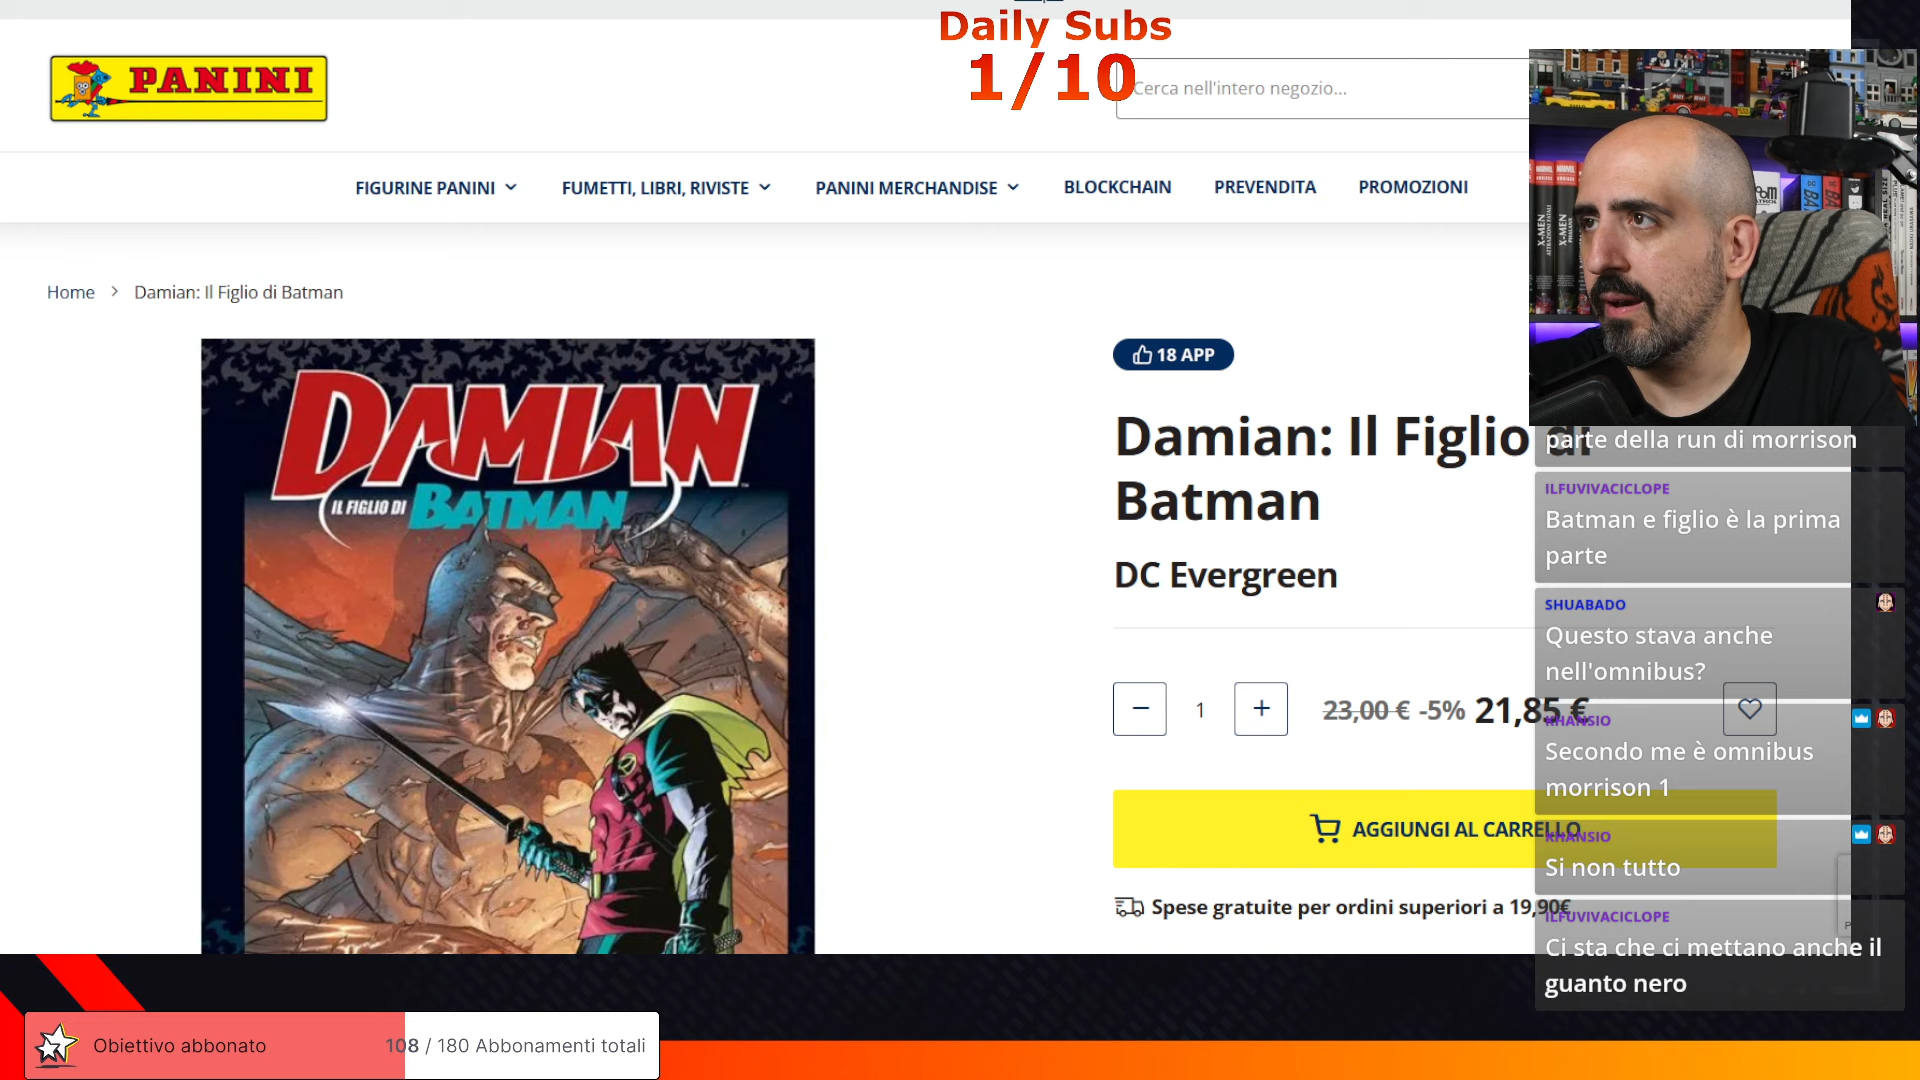 Daily Subs
1/10
PANINI
Cerca nell'intero negozio...
FIGURINE PANINI
FUMETTI, LIBRI, RIVISTE
PANINI MERCHANDISE
BLOCKCHAIN
PREVENDITA
PROMOZIONI
Home > Damian: Il Figlio di Batman
DAMIAN
IL FIGLIO DI BATMAN
18 APP
Damian: Il Figlio di
Batman
DC Evergreen
− 1 + 23,00 € -5% 21,85 €
AGGIUNGI AL CARRELLO
Spese gratuite per ordini superiori a 19,90€
X-MEN
X-MEN
parte della run di morrison
ILFUVIVACICLOPE
Batman e figlio è la prima
parte
SHUABADO
Questo stava anche
nell'omnibus?
KHANSIO
Secondo me è omnibus
morrison 1
KHANSIO
Si non tutto
ILFUVIVACICLOPE
Ci sta che ci mettano anche il
guanto nero
Obiettivo abbonato
108 / 180 Abbonamenti totali